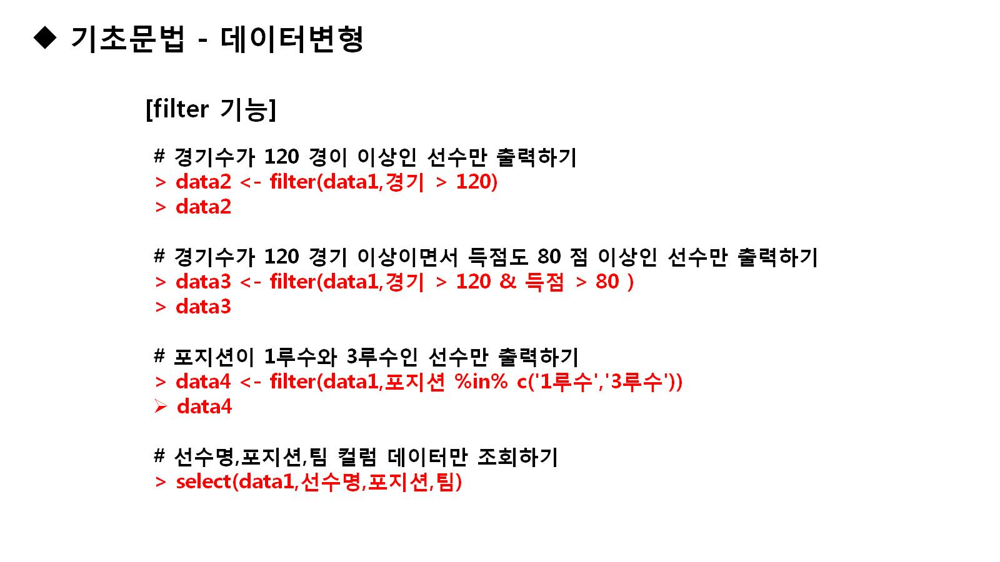 ◆ 기초문법 - 데이터변형
[filter 기능]
# 경기수가 120 경이 이상인 선수만 출력하기
> data2 <- filter(data1,경기 > 120)
> data2
# 경기수가 120 경기 이상이면서 득점도 80 점 이상인 선수만 출력하기
> data3 <- filter(data1,경기 > 120 & 득점 > 80 )
> data3
# 포지션이 1루수와 3루수인 선수만 출력하기
> data4 <- filter(data1,포지션 %in% c('1루수','3루수'))
➢ data4
# 선수명,포지션,팀 컬럼 데이터만 조회하기
> select(data1,선수명,포지션,팀)